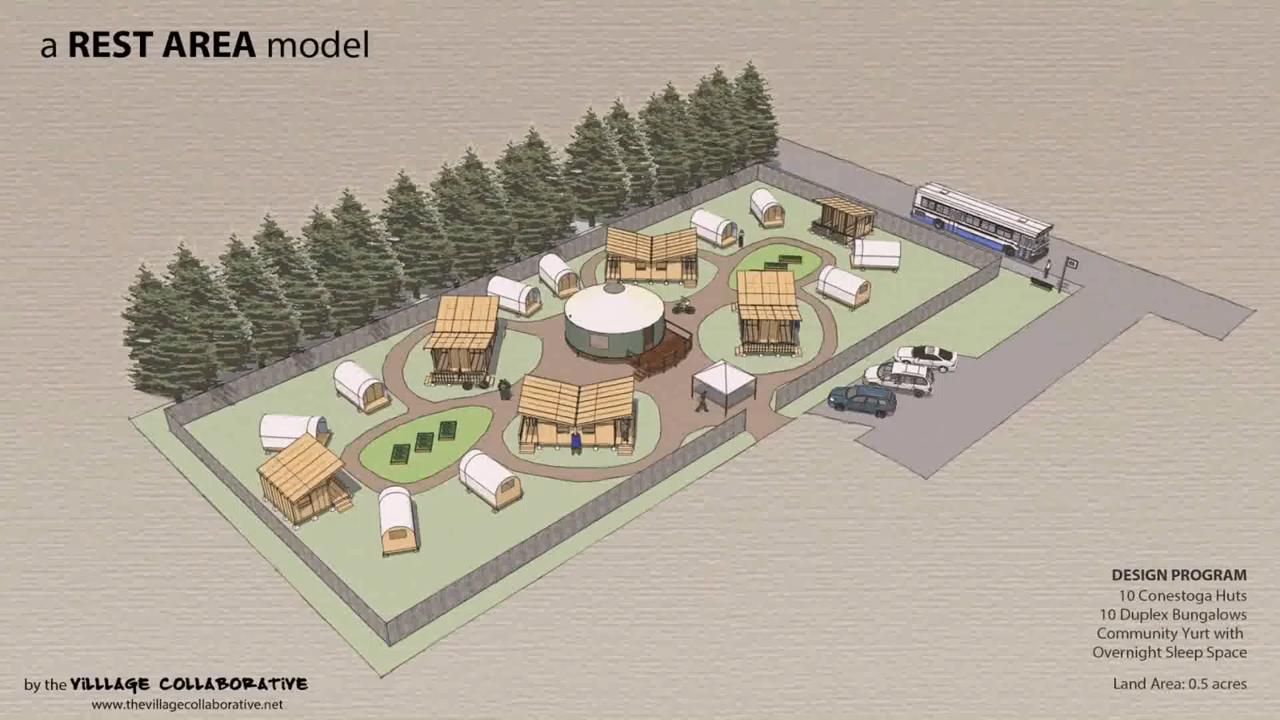 a REST AREA model
DESIGN PROGRAM
10 Conestoga Huts
10 Duplex Bungalows
Community Yurt with
Overnight Sleep Space
Land Area: 0.5 acres
by the ViLLLAGE COLLABORATiVE
www.thevillagecollaborative.net